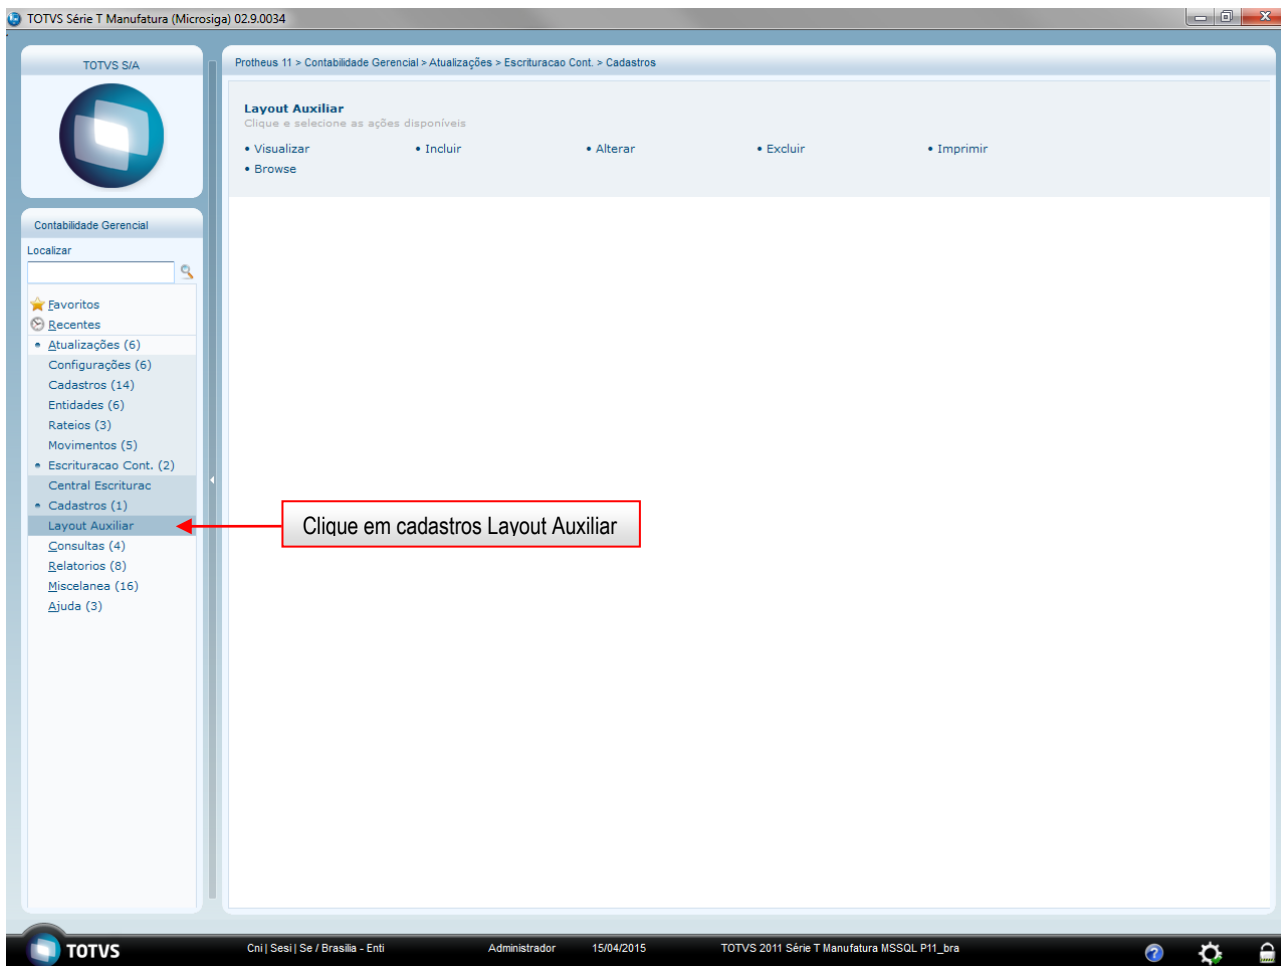 TOTVS Série T Manufatura (Microsiga) 02.9.0034
TOTVS S/A
Protheus 11 > Contabilidade Gerencial > Atualizações > Escrituracao Cont. > Cadastros
Layout Auxiliar
Clique e selecione as ações disponíveis
• Visualizar • Incluir • Alterar • Excluir • Imprimir
• Browse
Contabilidade Gerencial
Localizar
Favoritos
Recentes
• Atualizações (6)
Configurações (6)
Cadastros (14)
Entidades (6)
Rateios (3)
Movimentos (5)
• Escrituracao Cont. (2)
Central Escriturac
• Cadastros (1)
Layout Auxiliar
Clique em cadastros Layout Auxiliar
Consultas (4)
Relatorios (8)
Miscelanea (16)
Ajuda (3)
TOTVS
Cni | Sesi | Se / Brasilia - Enti Administrador 15/04/2015 TOTVS 2011 Série T Manufatura MSSQL P11_bra